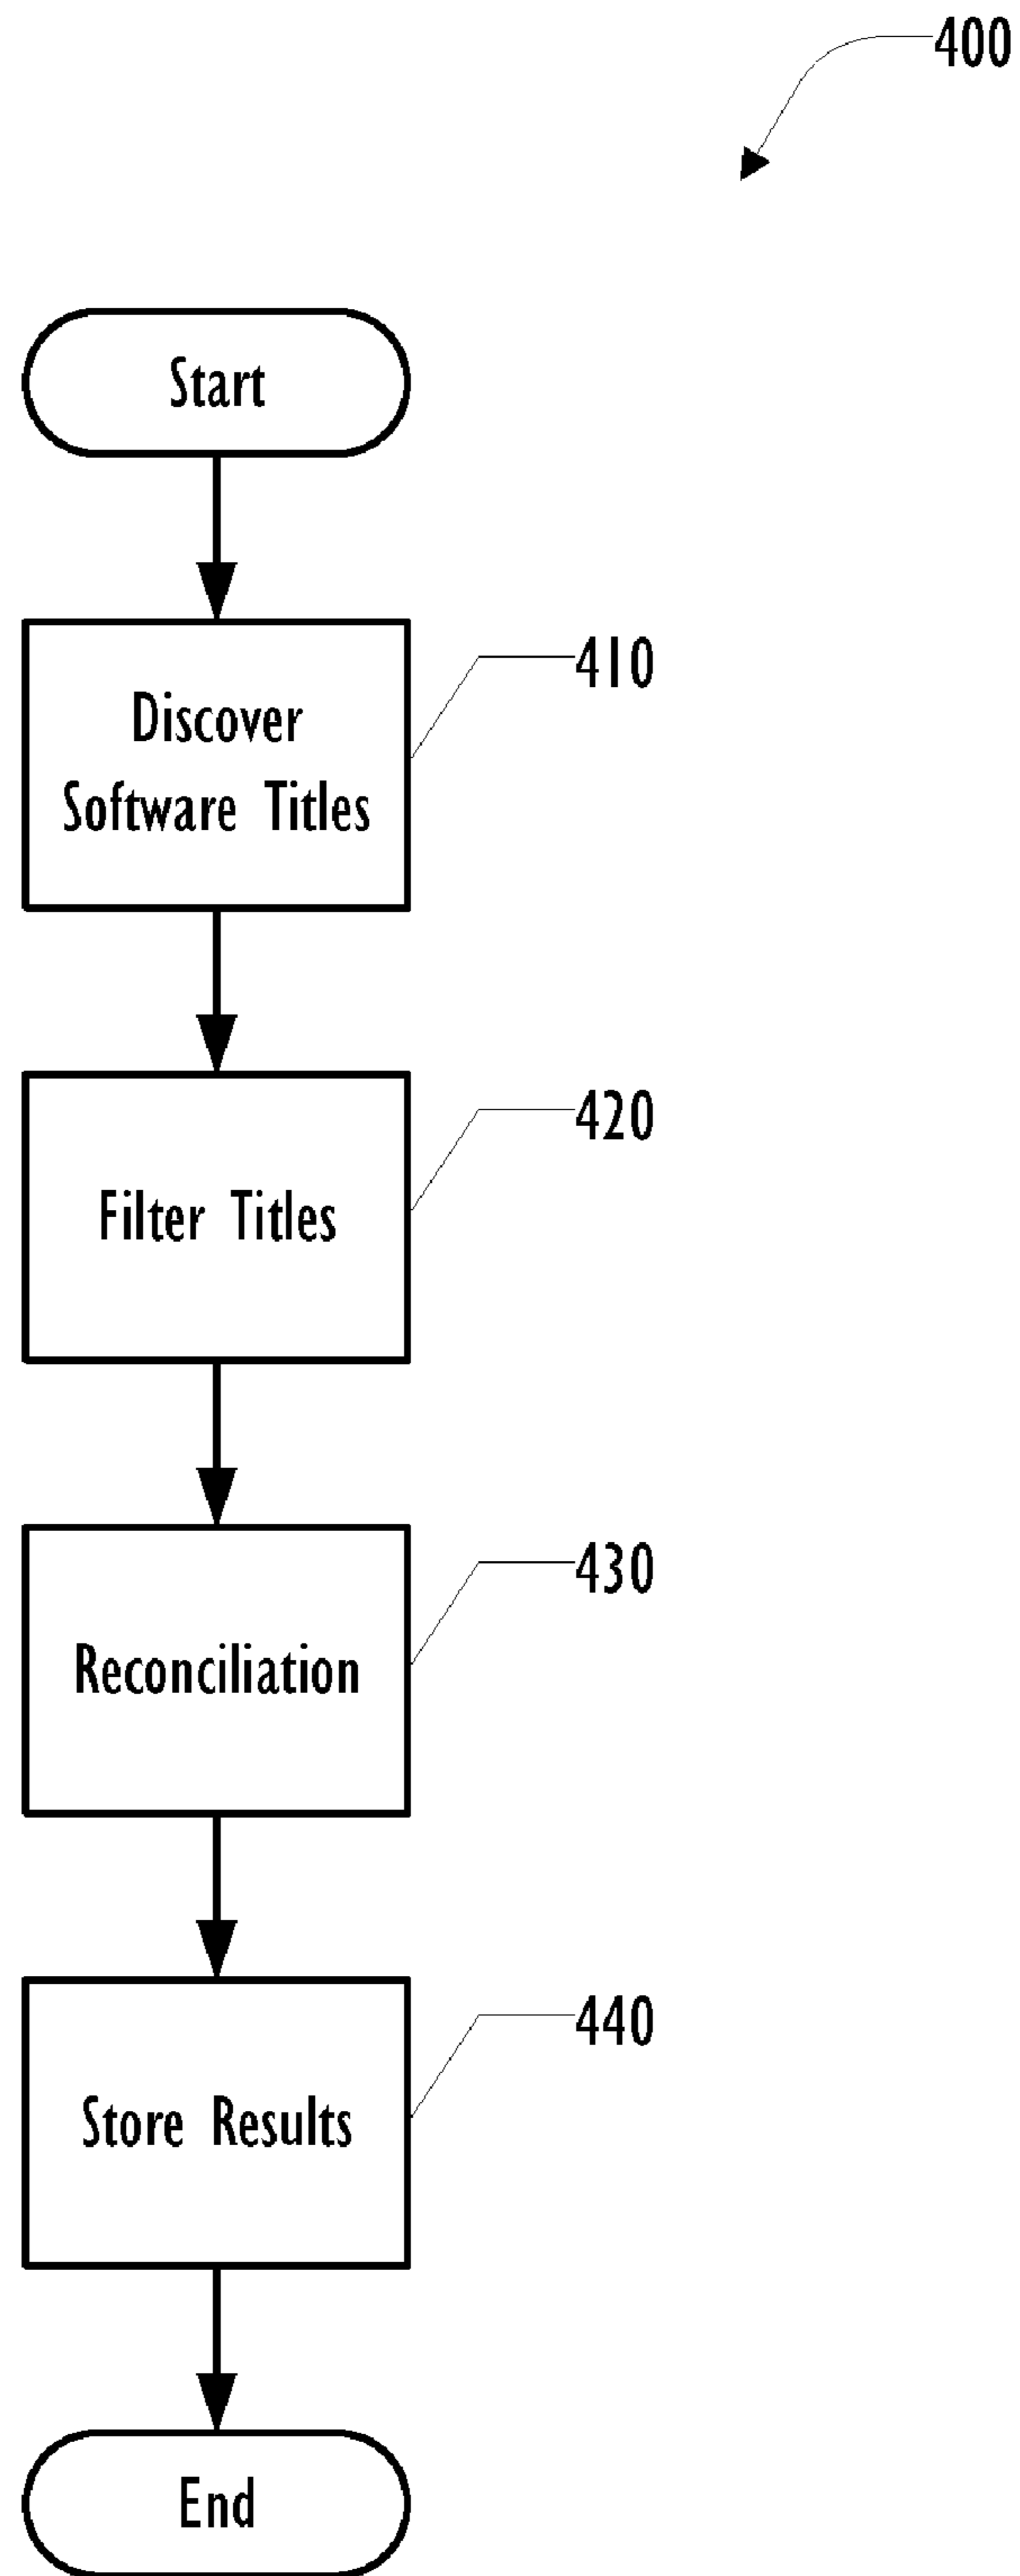 400
Start
410
Discover
Software Titles
420
Filter Titles
430
Reconciliation
440
Store Results
End